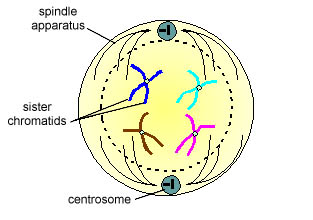 spindle
apparatus
sister
chromatids
centrosome